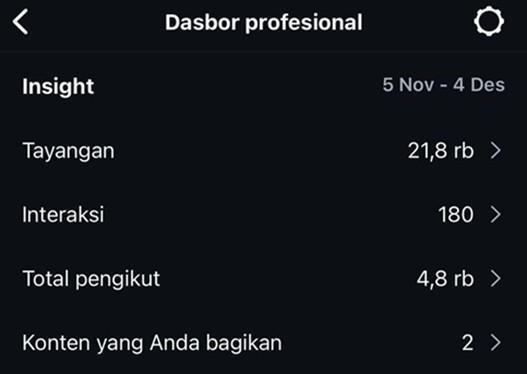 Dasbor profesional
Insight 5 Nov - 4 Des
Tayangan 21,8 rb
Interaksi 180
Total pengikut 4,8 rb
Konten yang Anda bagikan 2